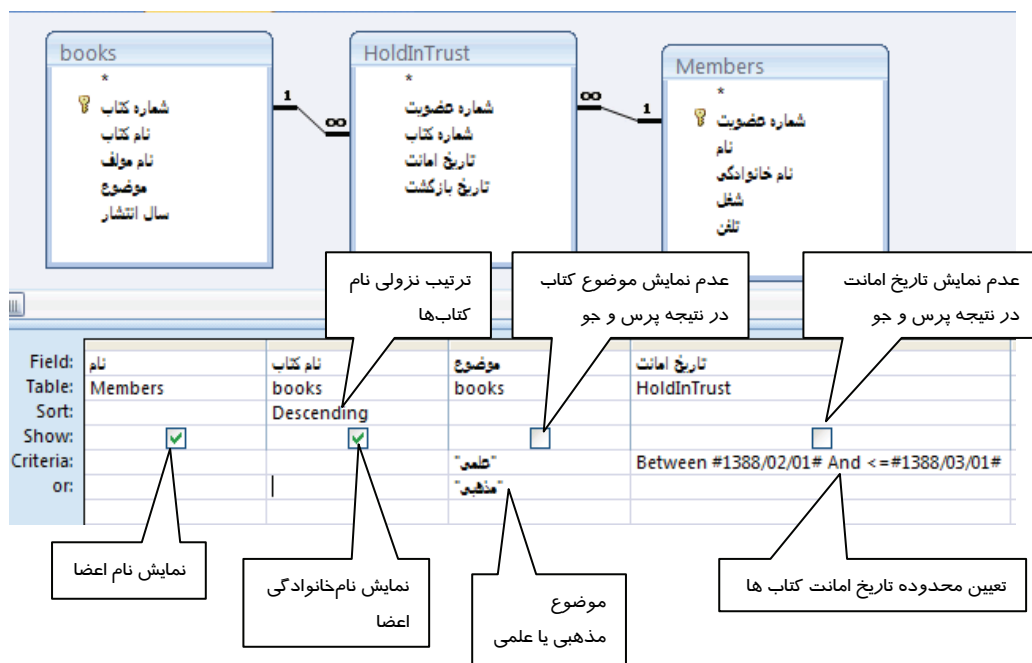 books
*
شماره کتاب
نام کتاب
نام مولف
موضوع
سال انتشار
1
∞
HoldInTrust
*
شماره عضویت
شماره کتاب
تاریخ امانت
تاریخ بازگشت
∞
1
Members
*
شماره عضویت
نام
نام خانوادگی
شغل
تلفن
ترتیب نزولی نام
کتاب‌ها
عدم نمایش موضوع کتاب
در نتیجه پرس و جو
عدم نمایش تاریخ امانت
در نتیجه پرس و جو
Field: نام نام کتاب موضوع تاریخ امانت
Table: Members books books HoldInTrust
Sort: Descending
Show:
Criteria: "علمی" Between #1388/02/01# And <=#1388/03/01#
or: "مذهبی"
نمایش نام اعضا
نمایش نام‌خانوادگی
اعضا
موضوع
مذهبی یا علمی
تعیین محدوده تاریخ امانت کتاب ها